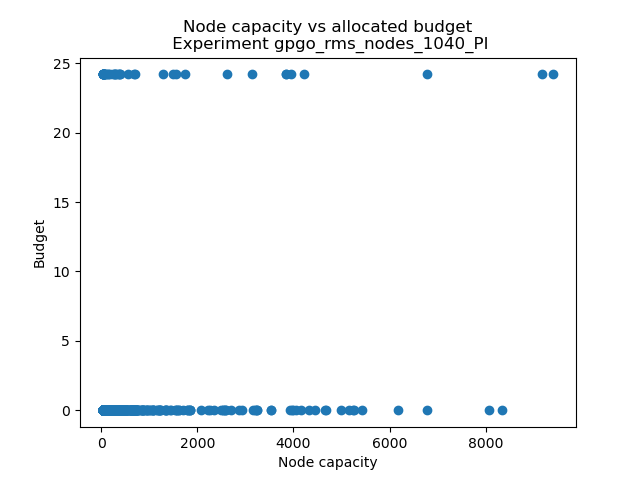 Node capacity vs allocated budget
Experiment gpgo_rms_nodes_1040_PI
25
20
15
10
5
0
Budget
0 2000 4000 6000 8000
Node capacity